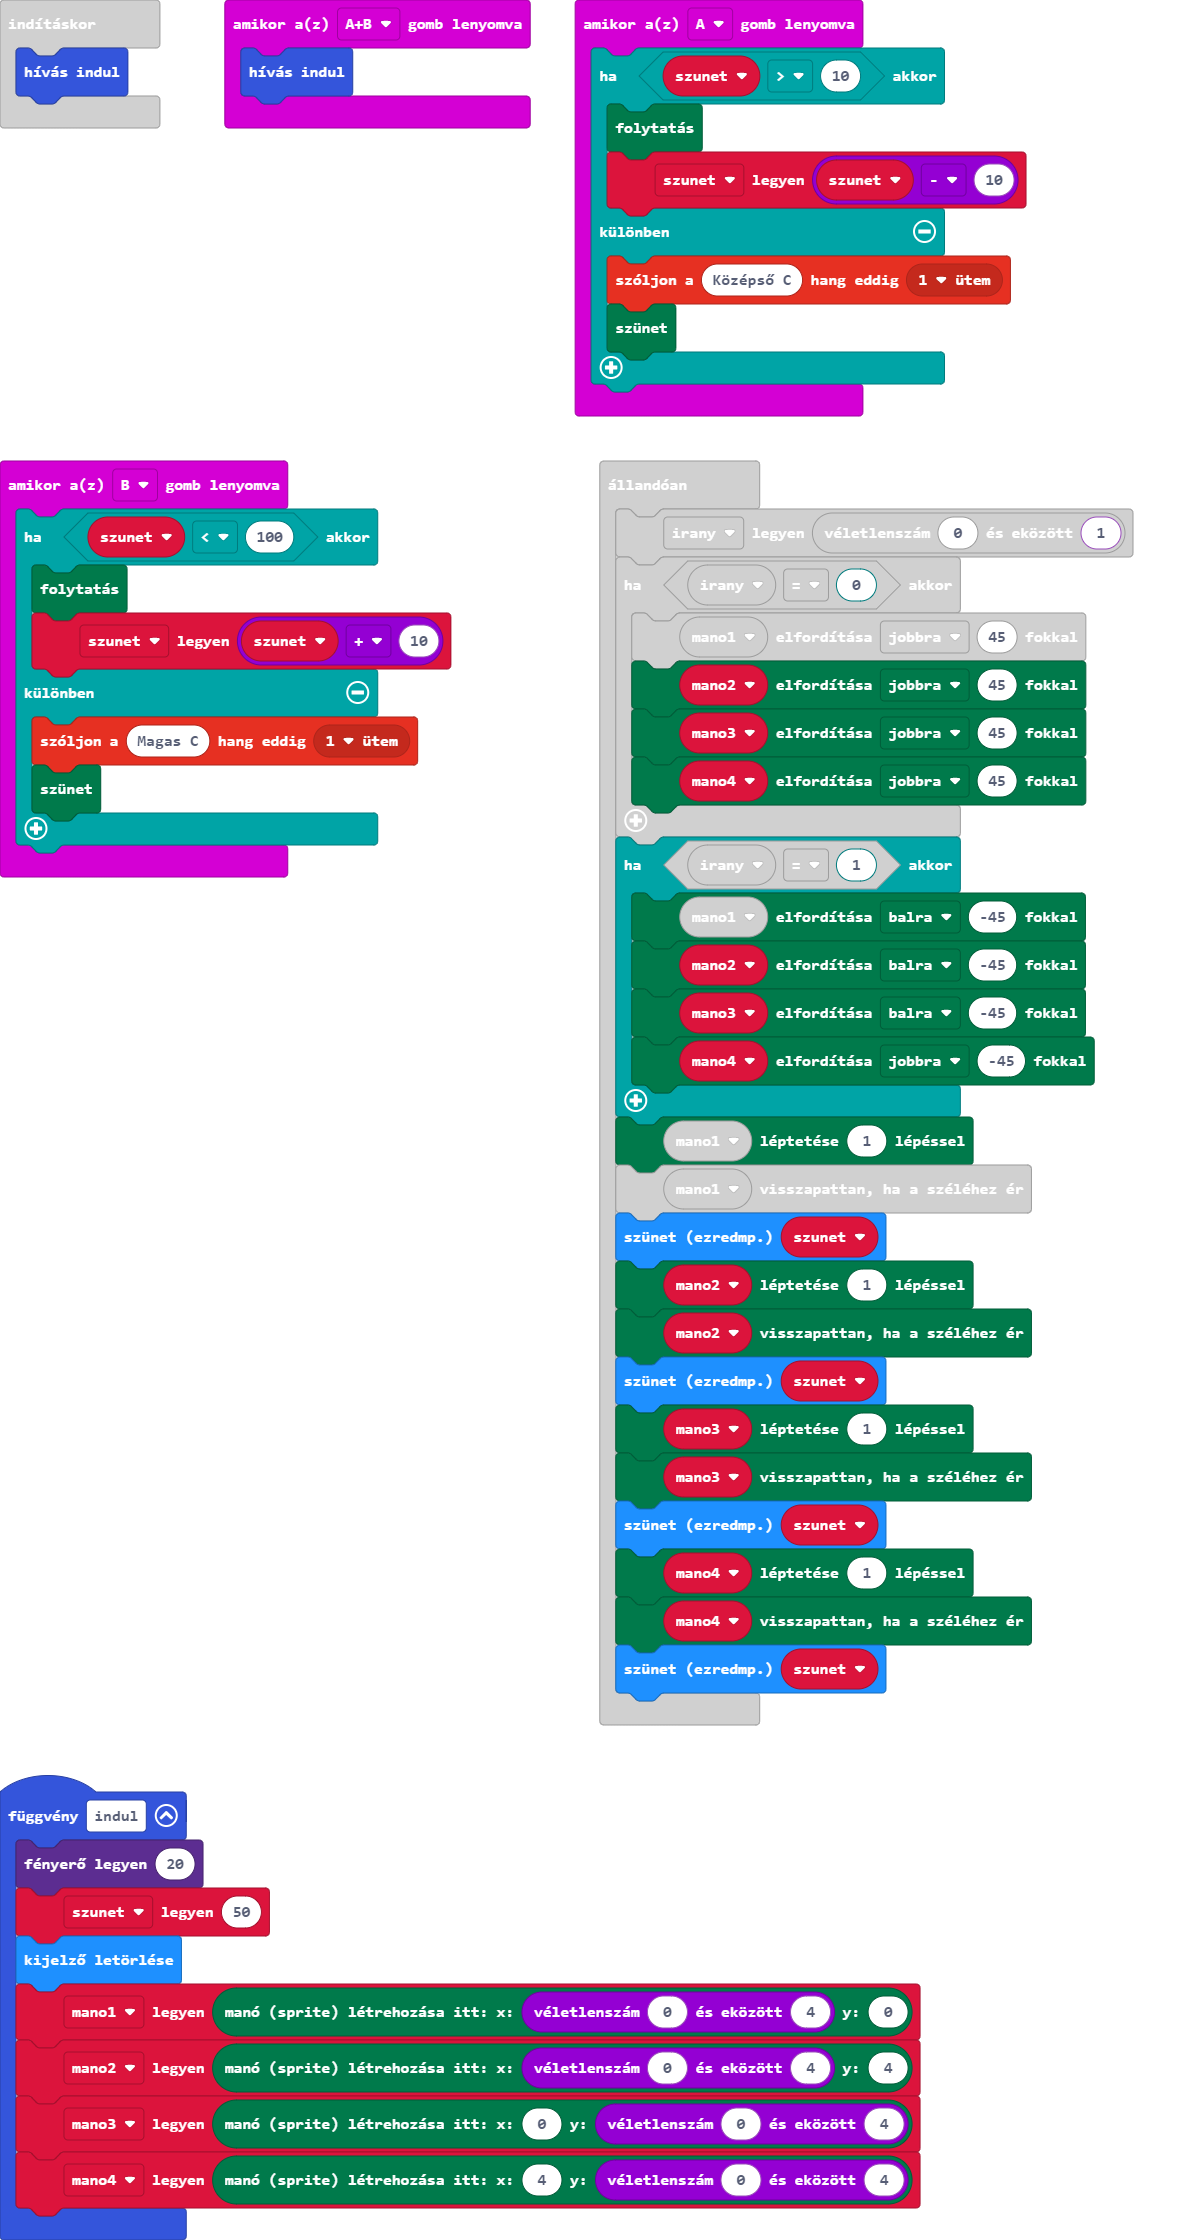 indításkor
hívás indul
amikor a(z) A+B gomb lenyomva
hívás indul
amikor a(z) A gomb lenyomva
ha szunet > 10 akkor
folytatás
szunet legyen szunet - 10
különben
szóljon a Középső C hang eddig 1 ütem
szünet
amikor a(z) B gomb lenyomva
ha szunet < 100 akkor
folytatás
szunet legyen szunet + 10
különben
szóljon a Magas C hang eddig 1 ütem
szünet
állandóan
irany legyen véletlenszám 0 és eközött 1
ha irany = 0 akkor
mano1 elfordítása jobbra 45 fokkal
mano2 elfordítása jobbra 45 fokkal
mano3 elfordítása jobbra 45 fokkal
mano4 elfordítása jobbra 45 fokkal
ha irany = 1 akkor
mano1 elfordítása balra -45 fokkal
mano2 elfordítása balra -45 fokkal
mano3 elfordítása balra -45 fokkal
mano4 elfordítása jobbra -45 fokkal
mano1 léptetése 1 lépéssel
mano1 visszapattan, ha a széléhez ér
szünet (ezredmp.) szunet
mano2 léptetése 1 lépéssel
mano2 visszapattan, ha a széléhez ér
szünet (ezredmp.) szunet
mano3 léptetése 1 lépéssel
mano3 visszapattan, ha a széléhez ér
szünet (ezredmp.) szunet
mano4 léptetése 1 lépéssel
mano4 visszapattan, ha a széléhez ér
szünet (ezredmp.) szunet
függvény indul
fényerő legyen 20
szunet legyen 50
kijelző letörlése
mano1 legyen manó (sprite) létrehozása itt: x: véletlenszám 0 és eközött 4 y: 0
mano2 legyen manó (sprite) létrehozása itt: x: véletlenszám 0 és eközött 4 y: 4
mano3 legyen manó (sprite) létrehozása itt: x: 0 y: véletlenszám 0 és eközött 4
mano4 legyen manó (sprite) létrehozása itt: x: 4 y: véletlenszám 0 és eközött 4